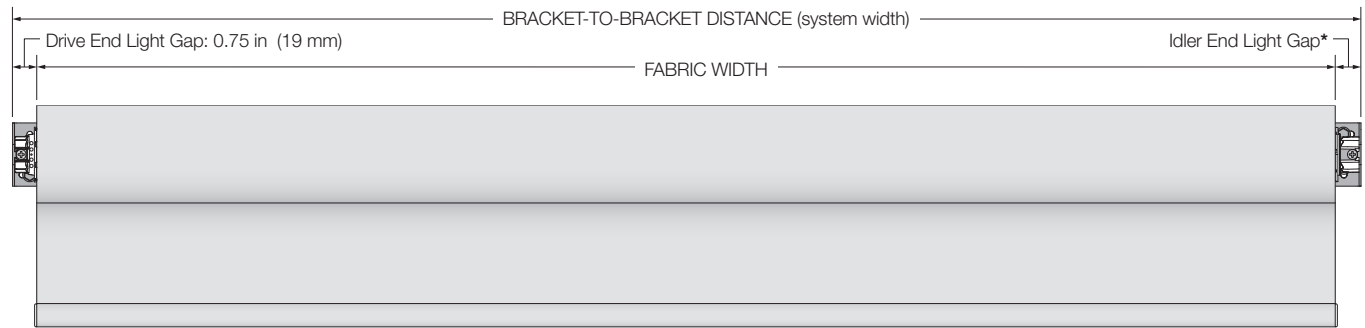 BRACKET-TO-BRACKET DISTANCE (system width)
Drive End Light Gap: 0.75 in (19 mm)
Idler End Light Gap*
FABRIC WIDTH